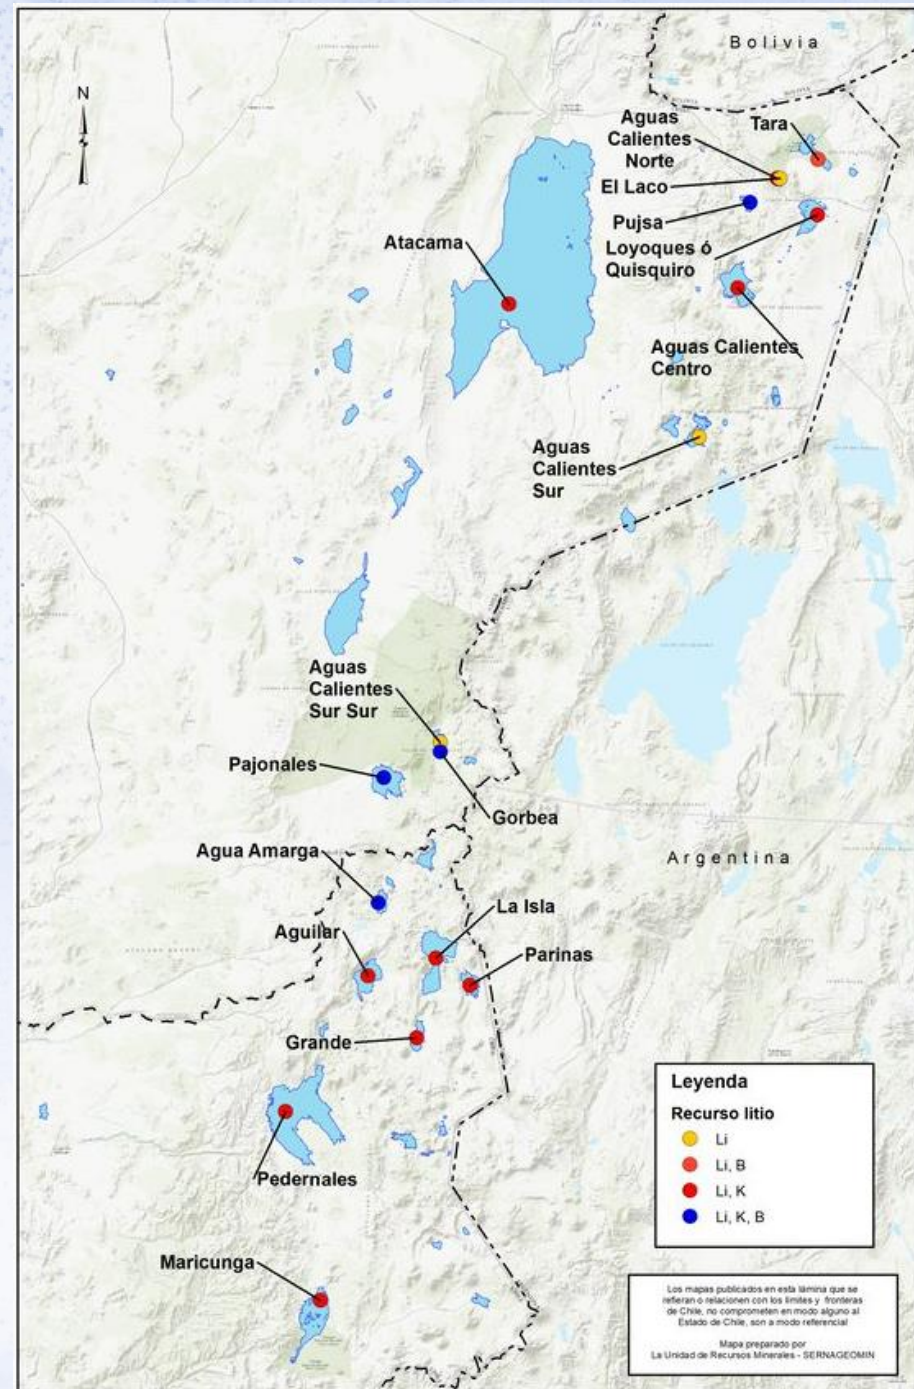 Bolivia
N
Aguas
Calientes
Norte
Tara
El Laco
Pujsa
Loyoques ó
Quisquiro
Atacama
Aguas Calientes
Centro
Aguas
Calientes
Sur
Aguas
Calientes
Sur Sur
Pajonales
Gorbea
Agua Amarga
Argentina
La Isla
Aguilar
Parinas
Grande
Pedernales
Maricunga
Leyenda
Recurso litio
Li
Li, B
Li, K
Li, K, B
Los mapas publicados en esta lámina que se
refieran o relacionen con los límites y fronteras
de Chile, no comprometen en modo alguno al
Estado de Chile, son a modo referencial
Mapa preparado por
La Unidad de Recursos Minerales - SERNAGEOMIN